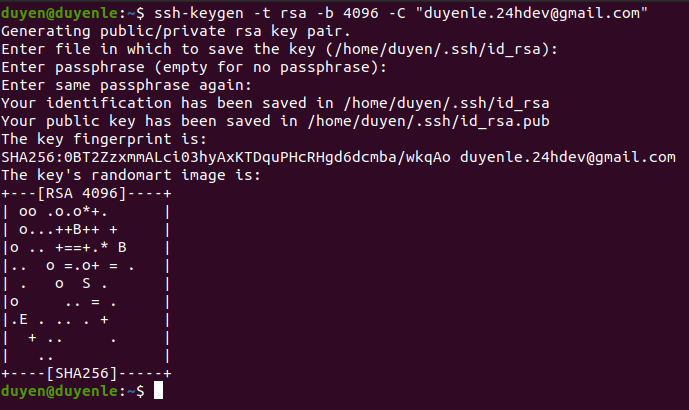 duyen@duyenle:~$ ssh-keygen -t rsa -b 4096 -C "duyenle.24hdev@gmail.com"
Generating public/private rsa key pair.
Enter file in which to save the key (/home/duyen/.ssh/id_rsa):
Enter passphrase (empty for no passphrase):
Enter same passphrase again:
Your identification has been saved in /home/duyen/.ssh/id_rsa
Your public key has been saved in /home/duyen/.ssh/id_rsa.pub
The key fingerprint is:
SHA256:0BT2ZzxmmALci03hyAxKTDquPHcRHgd6dcmba/wkqAo duyenle.24hdev@gmail.com
The key's randomart image is:
+---[RSA 4096]----+
| oo .o.o*+.      |
| o...++B++ +     |
|o .. +==+.* B    |
|..  o =.o+ = .   |
| .   o  S .      |
|o     .. = .     |
|.E . .. . +      |
|  + ..     .     |
|   ..            |
+----[SHA256]-----+
duyen@duyenle:~$